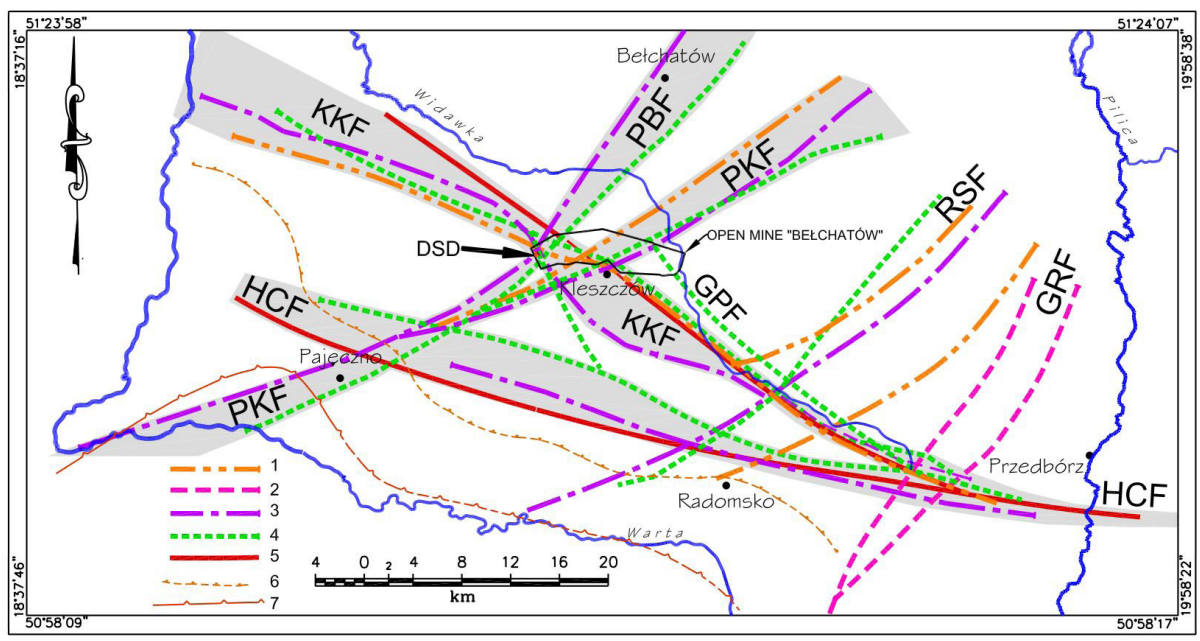 51°23'58"
51°24'07"
18°37'16"
19°58'38"
Bełchatów
Widawka
Pilica
KKF
PBF
PKF
RSF
DSD
OPEN MINE "BEŁCHATÓW"
Kleszczów
GPF
GRF
HCF
KKF
Pajęczno
PKF
1
2
3
4
5
6
7
Radomsko
Przedbórz
HCF
Warta
4 0 2 4 8 12 16 20
km
18°37'46"
19°58'22"
50°58'09"
50°58'17"